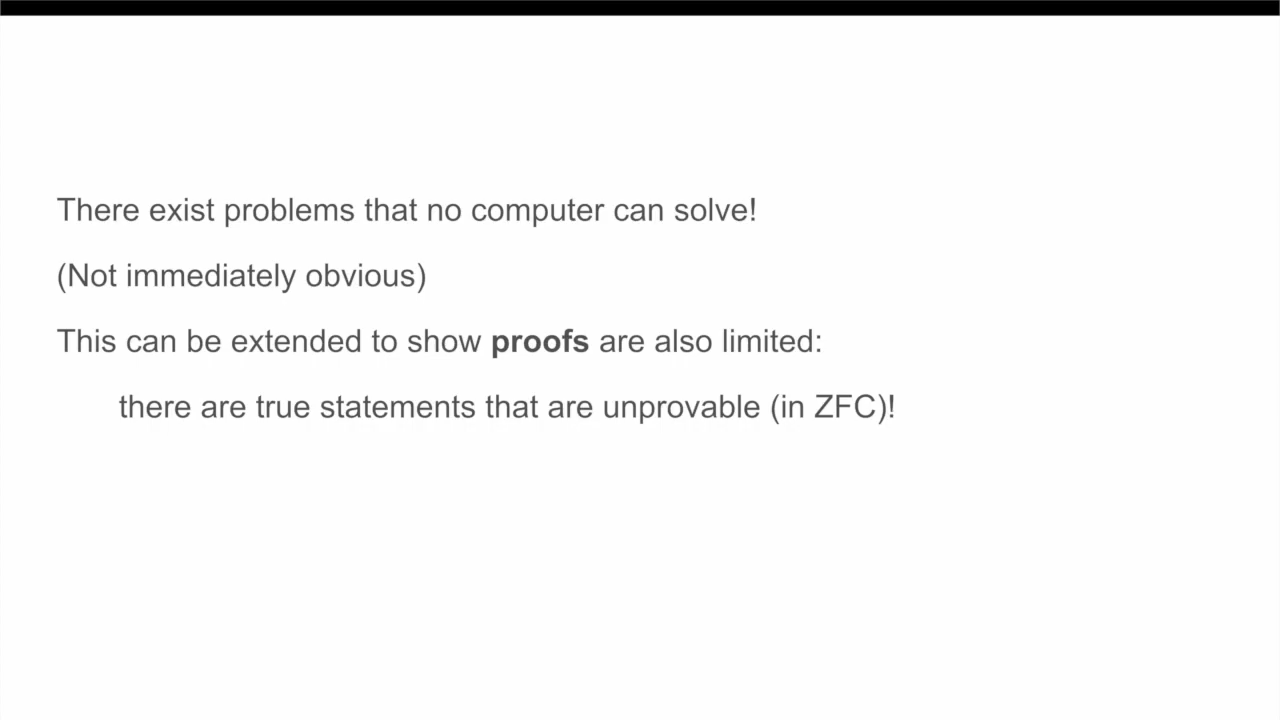 There exist problems that no computer can solve!
(Not immediately obvious)
This can be extended to show proofs are also limited:
there are true statements that are unprovable (in ZFC)!